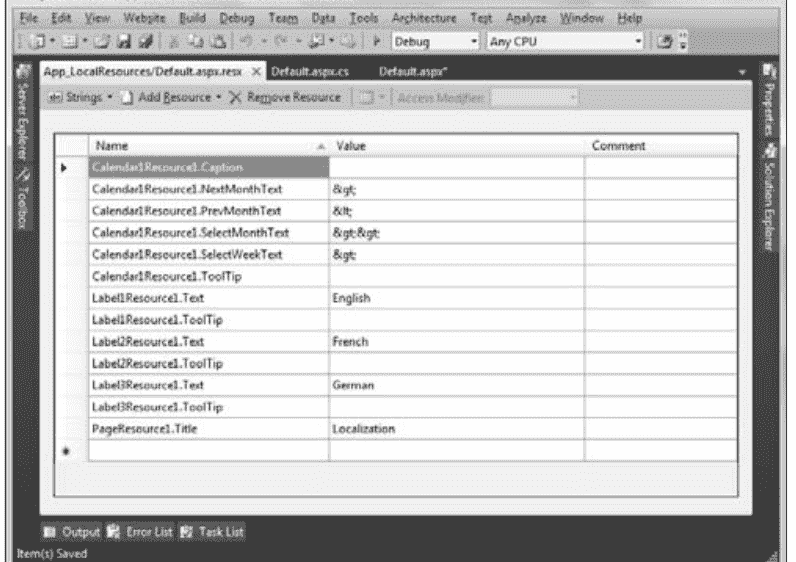 File Edit View Website Build Debug Team Data Tools Architecture Test Analyze Window Help
Debug Any CPU
App_LocalResources/Default.aspx.resx Default.aspx.cs Default.aspx*
Strings Add Resource Remove Resource Access Modifier:
Server Explorer
Toolbox
Properties
Solution Explorer
Name Value Comment
Calendar1Resource1.Caption
Calendar1Resource1.NextMonthText &gt;
Calendar1Resource1.PrevMonthText &lt;
Calendar1Resource1.SelectMonthText &gt;&gt;
Calendar1Resource1.SelectWeekText &gt;
Calendar1Resource1.ToolTip
Label1Resource1.Text English
Label1Resource1.ToolTip
Label2Resource1.Text French
Label2Resource1.ToolTip
Label3Resource1.Text German
Label3Resource1.ToolTip
PageResource1.Title Localization
Output Error List Task List
Item(s) Saved